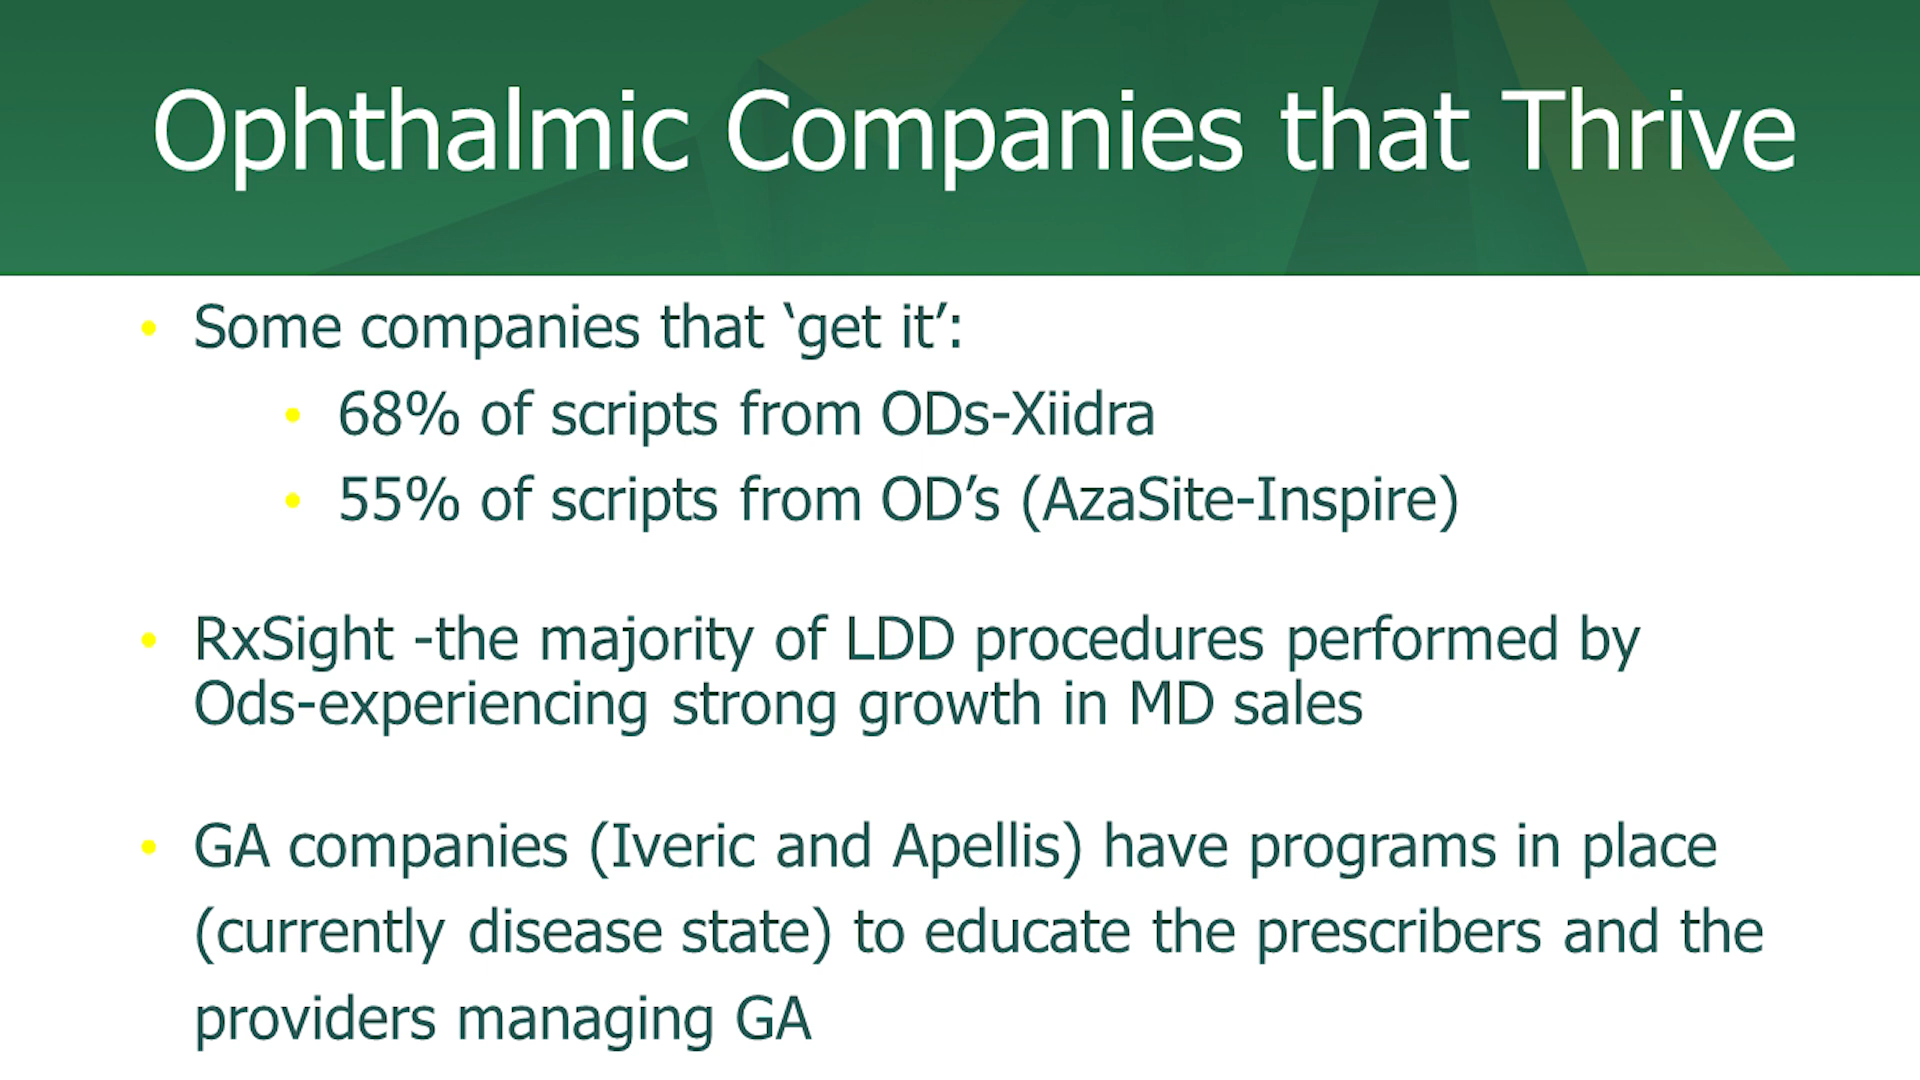 Ophthalmic Companies that Thrive
• Some companies that ‘get it’:
• 68% of scripts from ODs-Xiidra
• 55% of scripts from OD’s (AzaSite-Inspire)
• RxSight -the majority of LDD procedures performed by
Ods-experiencing strong growth in MD sales
• GA companies (Iveric and Apellis) have programs in place
(currently disease state) to educate the prescribers and the
providers managing GA